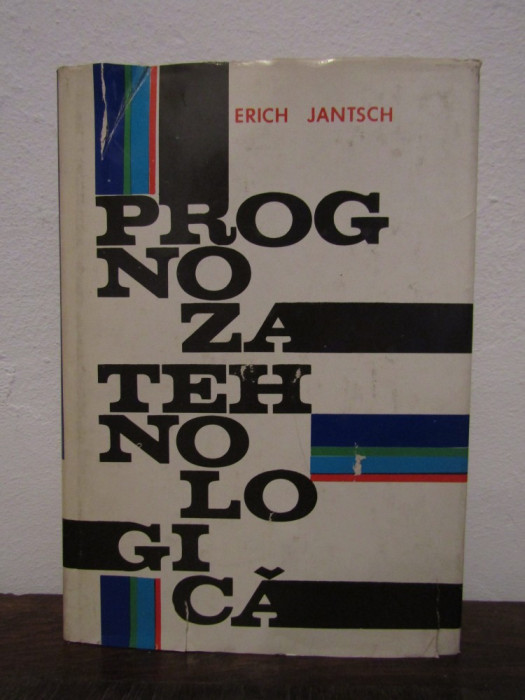 ERICH JANTSCH
PROG
NO
ZA
TEH
NO
LO
GI
CĂ